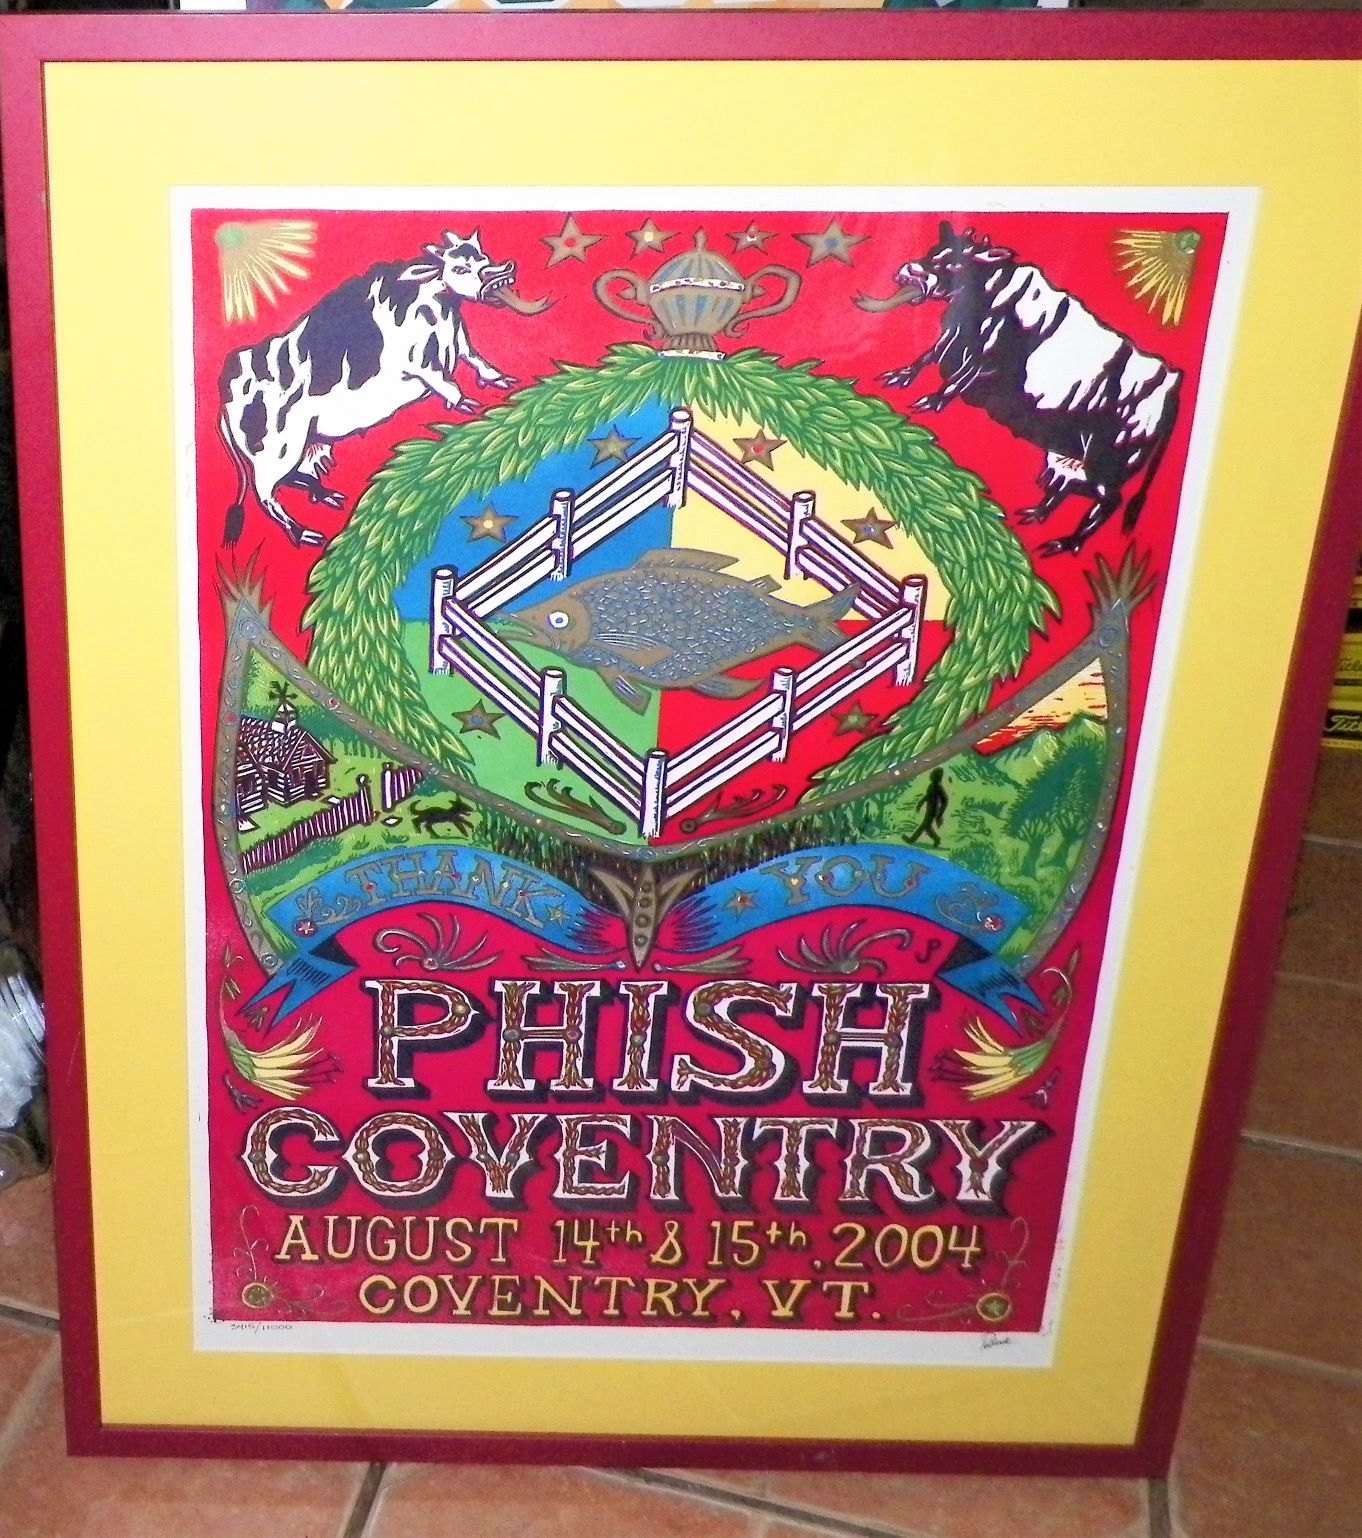 THANK YOU
PHISH
COVENTRY
AUGUST 14th & 15th, 2004
COVENTRY, VT.